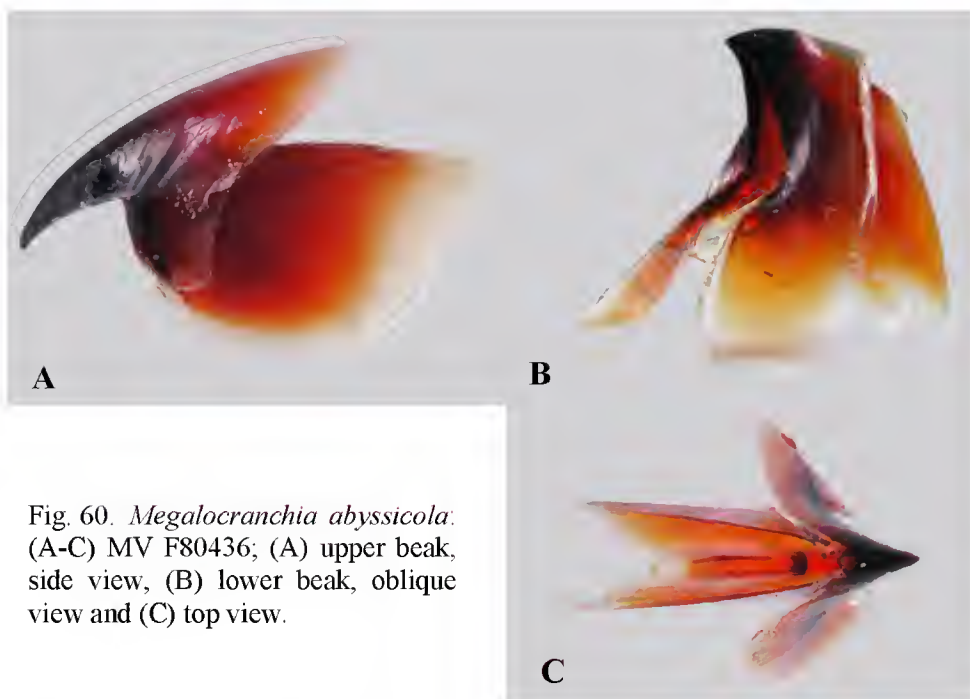 A
B
C
Fig. 60. Megalocranchia abyssicola:
(A-C) MV F80436; (A) upper beak,
side view, (B) lower beak, oblique
view and (C) top view.